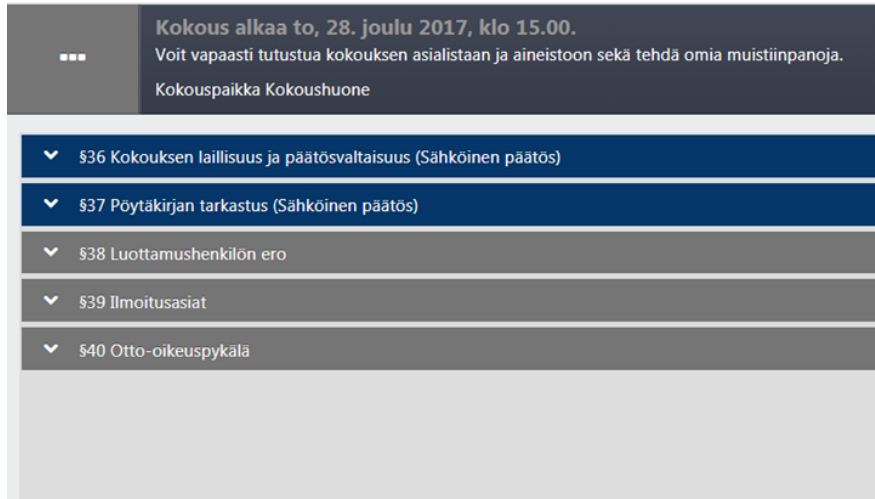 Kokous alkaa to, 28. joulu 2017, klo 15.00.
Voit vapaasti tutustua kokouksen asialistaan ja aineistoon sekä tehdä omia muistiinpanoja.
Kokouspaikka Kokoushuone
§36 Kokouksen laillisuus ja päätösvaltaisuus (Sähköinen päätös)
§37 Pöytäkirjan tarkastus (Sähköinen päätös)
§38 Luottamushenkilön ero
§39 Ilmoitusasiat
§40 Otto-oikeuspykälä